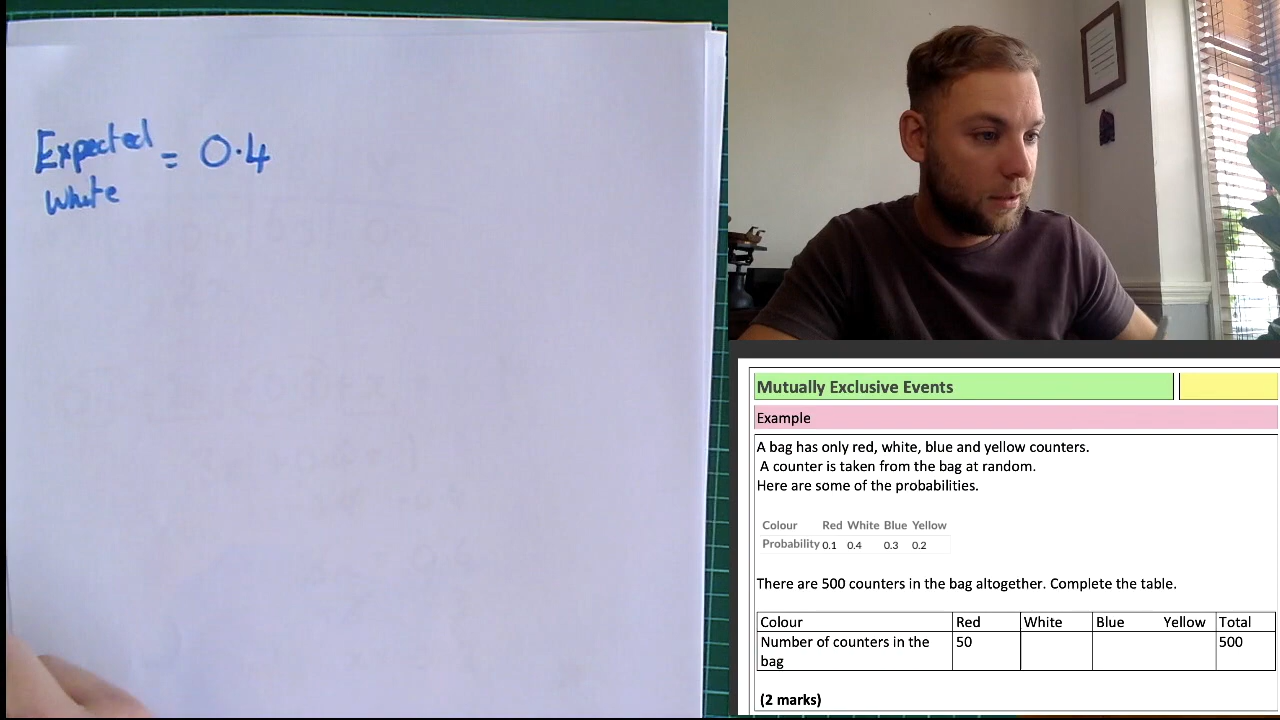 Expected = 0.4
White
Mutually Exclusive Events
Example
A bag has only red, white, blue and yellow counters.
A counter is taken from the bag at random.
Here are some of the probabilities.
Colour Red White Blue Yellow
Probability 0.1 0.4 0.3 0.2
There are 500 counters in the bag altogether. Complete the table.
Colour Red White Blue Yellow Total
Number of counters in the 50 500
bag
(2 marks)